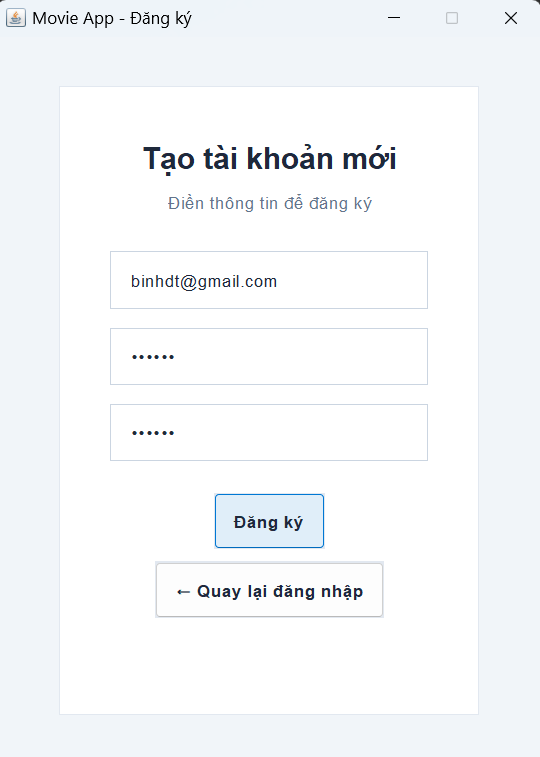 Movie App - Đăng ký
Tạo tài khoản mới
Điền thông tin để đăng ký
binhdt@gmail.com
••••••
••••••
Đăng ký
← Quay lại đăng nhập